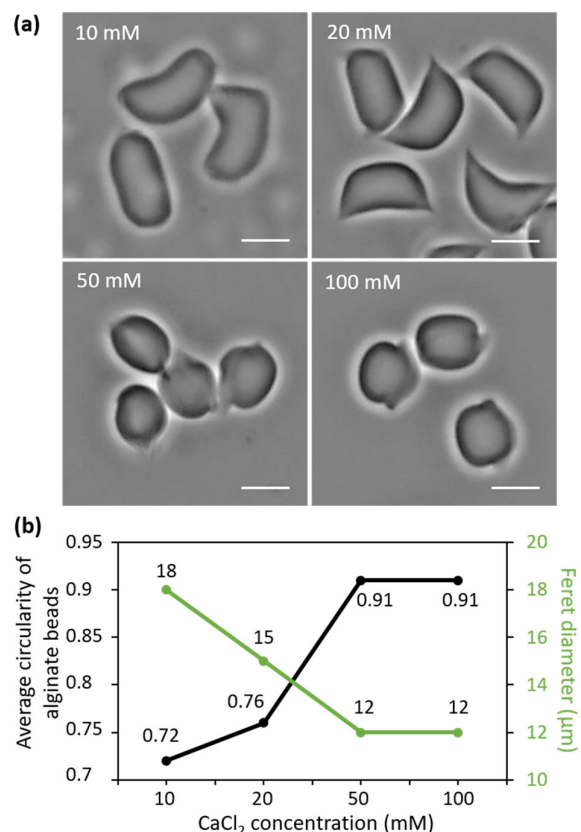 (a)
10 mM
20 mM
50 mM
100 mM
(b)
Average circularity of
alginate beads
0.95
0.9
0.85
0.8
0.75
0.7
18
15
12
12
0.72
0.76
0.91
0.91
20
18
16
14
12
10
Feret diameter (µm)
10
20
50
100
CaCl₂ concentration (mM)